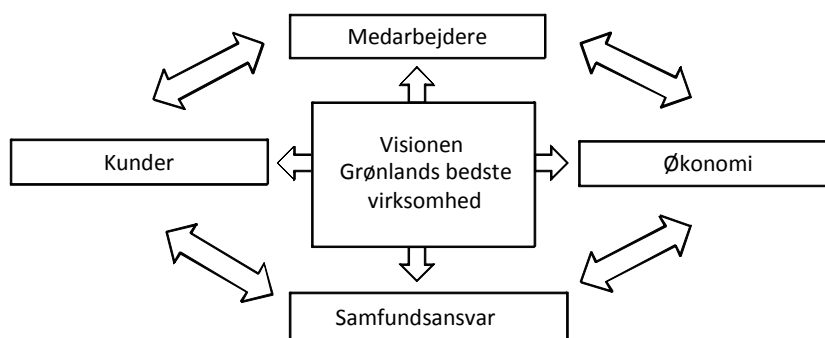 Medarbejdere
Visionen
Grønlands bedste
virksomhed
Kunder
Økonomi
Samfundsansvar